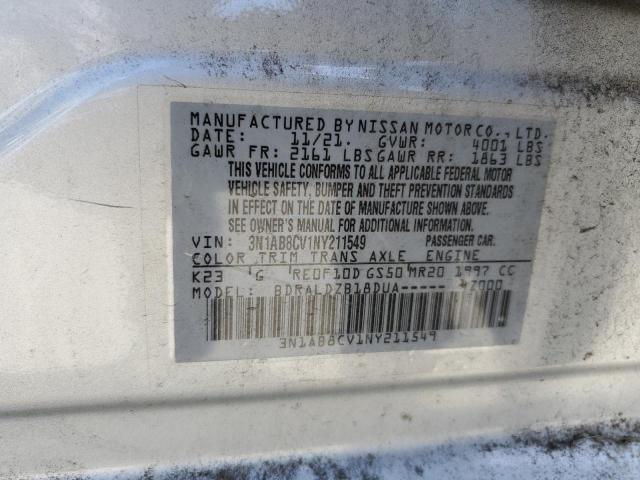 MANUFACTURED BY NISSAN MOTOR CO., LTD.
DATE: 11/21. GVWR: 4001 LBS
GAWR FR: 2161 LBS GAWR RR: 1863 LBS
THIS VEHICLE CONFORMS TO ALL APPLICABLE FEDERAL MOTOR
VEHICLE SAFETY, BUMPER AND THEFT PREVENTION STANDARDS
IN EFFECT ON THE DATE OF MANUFACTURE SHOWN ABOVE.
SEE OWNER'S MANUAL FOR ADDITIONAL INFORMATION.
VIN: 3N1AB8CV1NY211549 PASSENGER CAR.
COLOR TRIM TRANS AXLE ENGINE
K23 G RE0F10D GS50 MR20 1997 CC
MODEL: BDRALDZB18DUA----- 47000
3N1AB8CV1NY211549